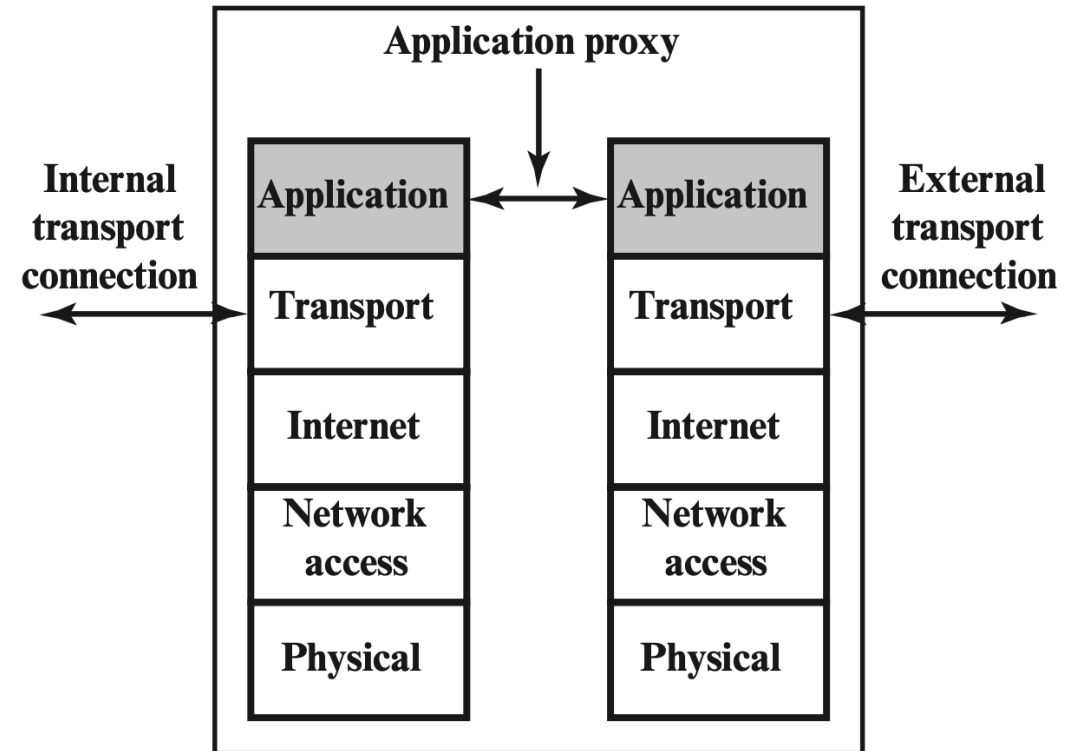 Application proxy
Internal
transport
connection
Application
Application
External
transport
connection
Transport
Transport
Internet
Internet
Network
access
Network
access
Physical
Physical